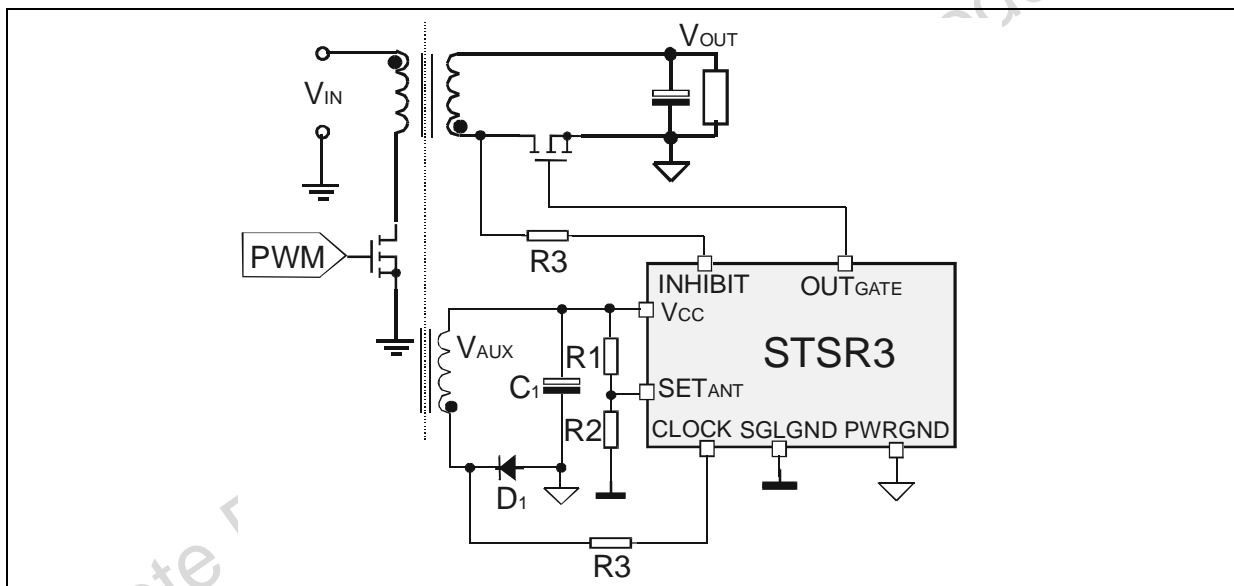 VOUT
VIN
PWM
R3
INHIBIT OUTGATE
VCC
STSR3
VAUX
R1
C1
SETANT
R2
CLOCK SGLGND PWRGND
D1
R3